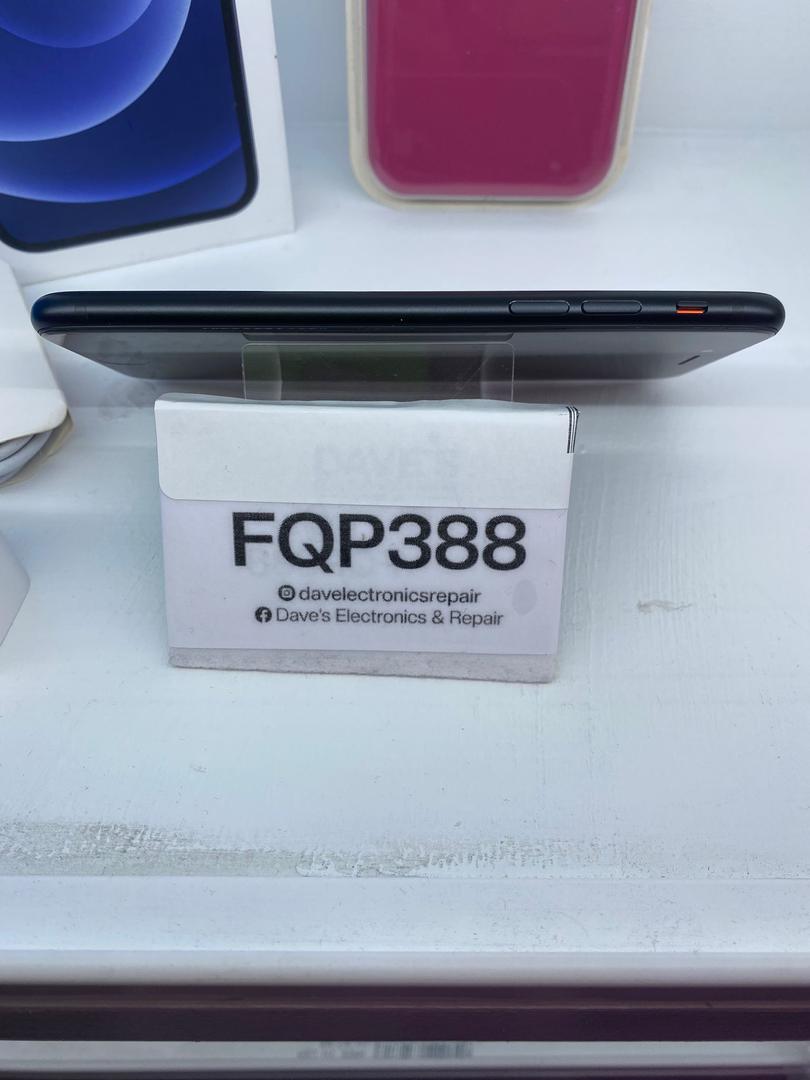 FQP388
davelectronicsrepair
Dave's Electronics & Repair